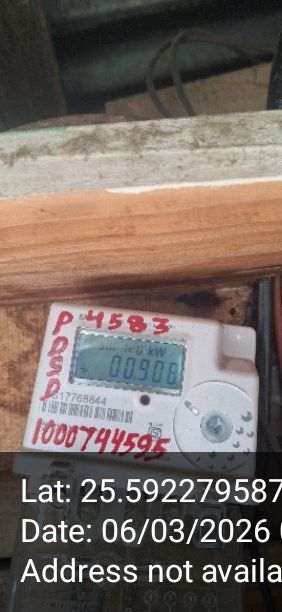 P 4583
D
S
P
kW
00.908
17768844
1000744595
Lat: 25.592279587
Date: 06/03/2026
Address not availa